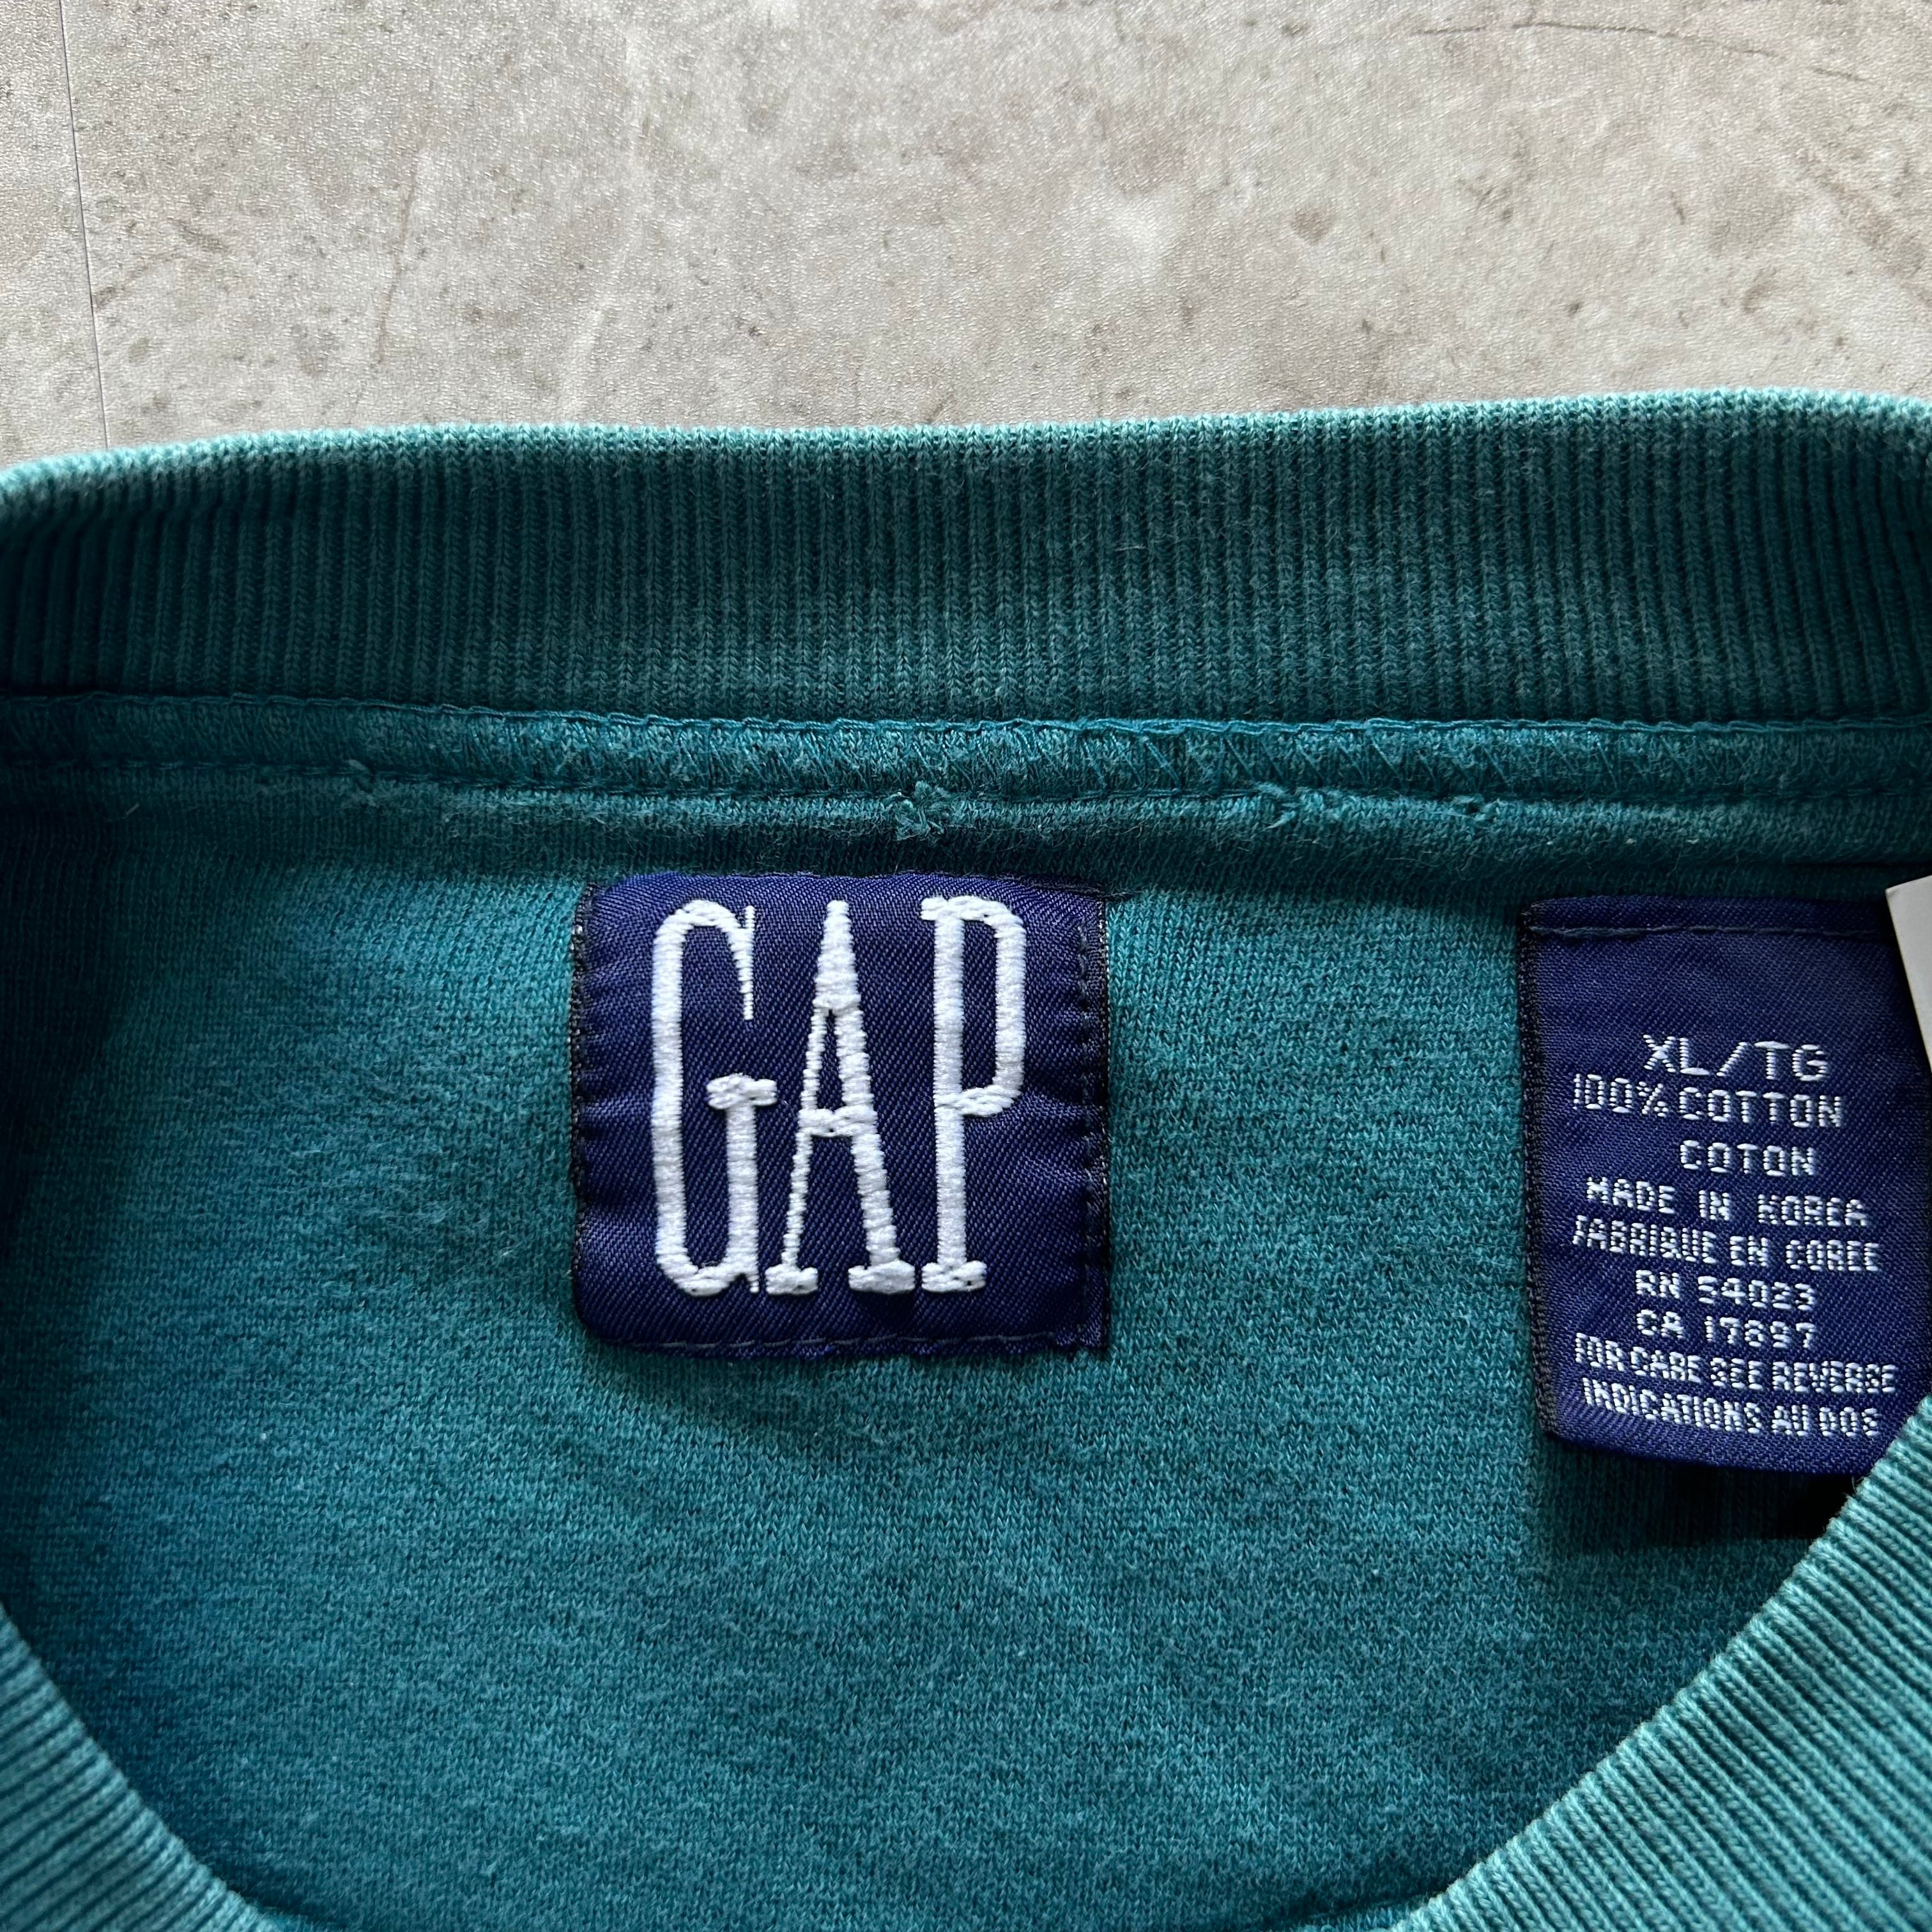 GAP
XL/TG
100% COTTON
COTON
MADE IN KOREA
FABRIQUE EN COREE
RN 54023
CA 17897
FOR CARE SEE REVERSE
INDICATIONS AU DOS